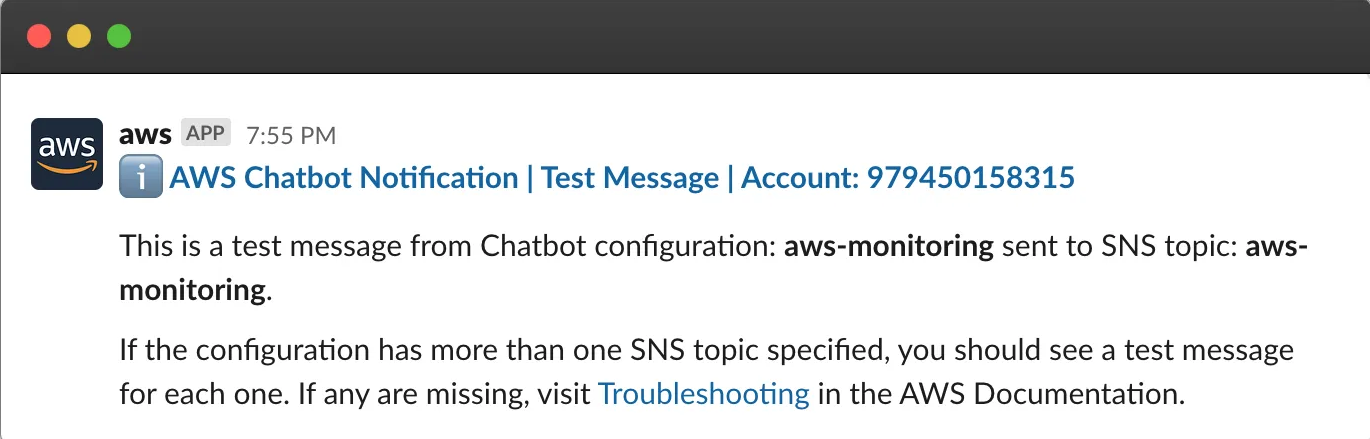 aws
aws APP 7:55 PM
i AWS Chatbot Notification | Test Message | Account: 979450158315
This is a test message from Chatbot configuration: aws-monitoring sent to SNS topic: aws-
monitoring.
If the configuration has more than one SNS topic specified, you should see a test message
for each one. If any are missing, visit Troubleshooting in the AWS Documentation.